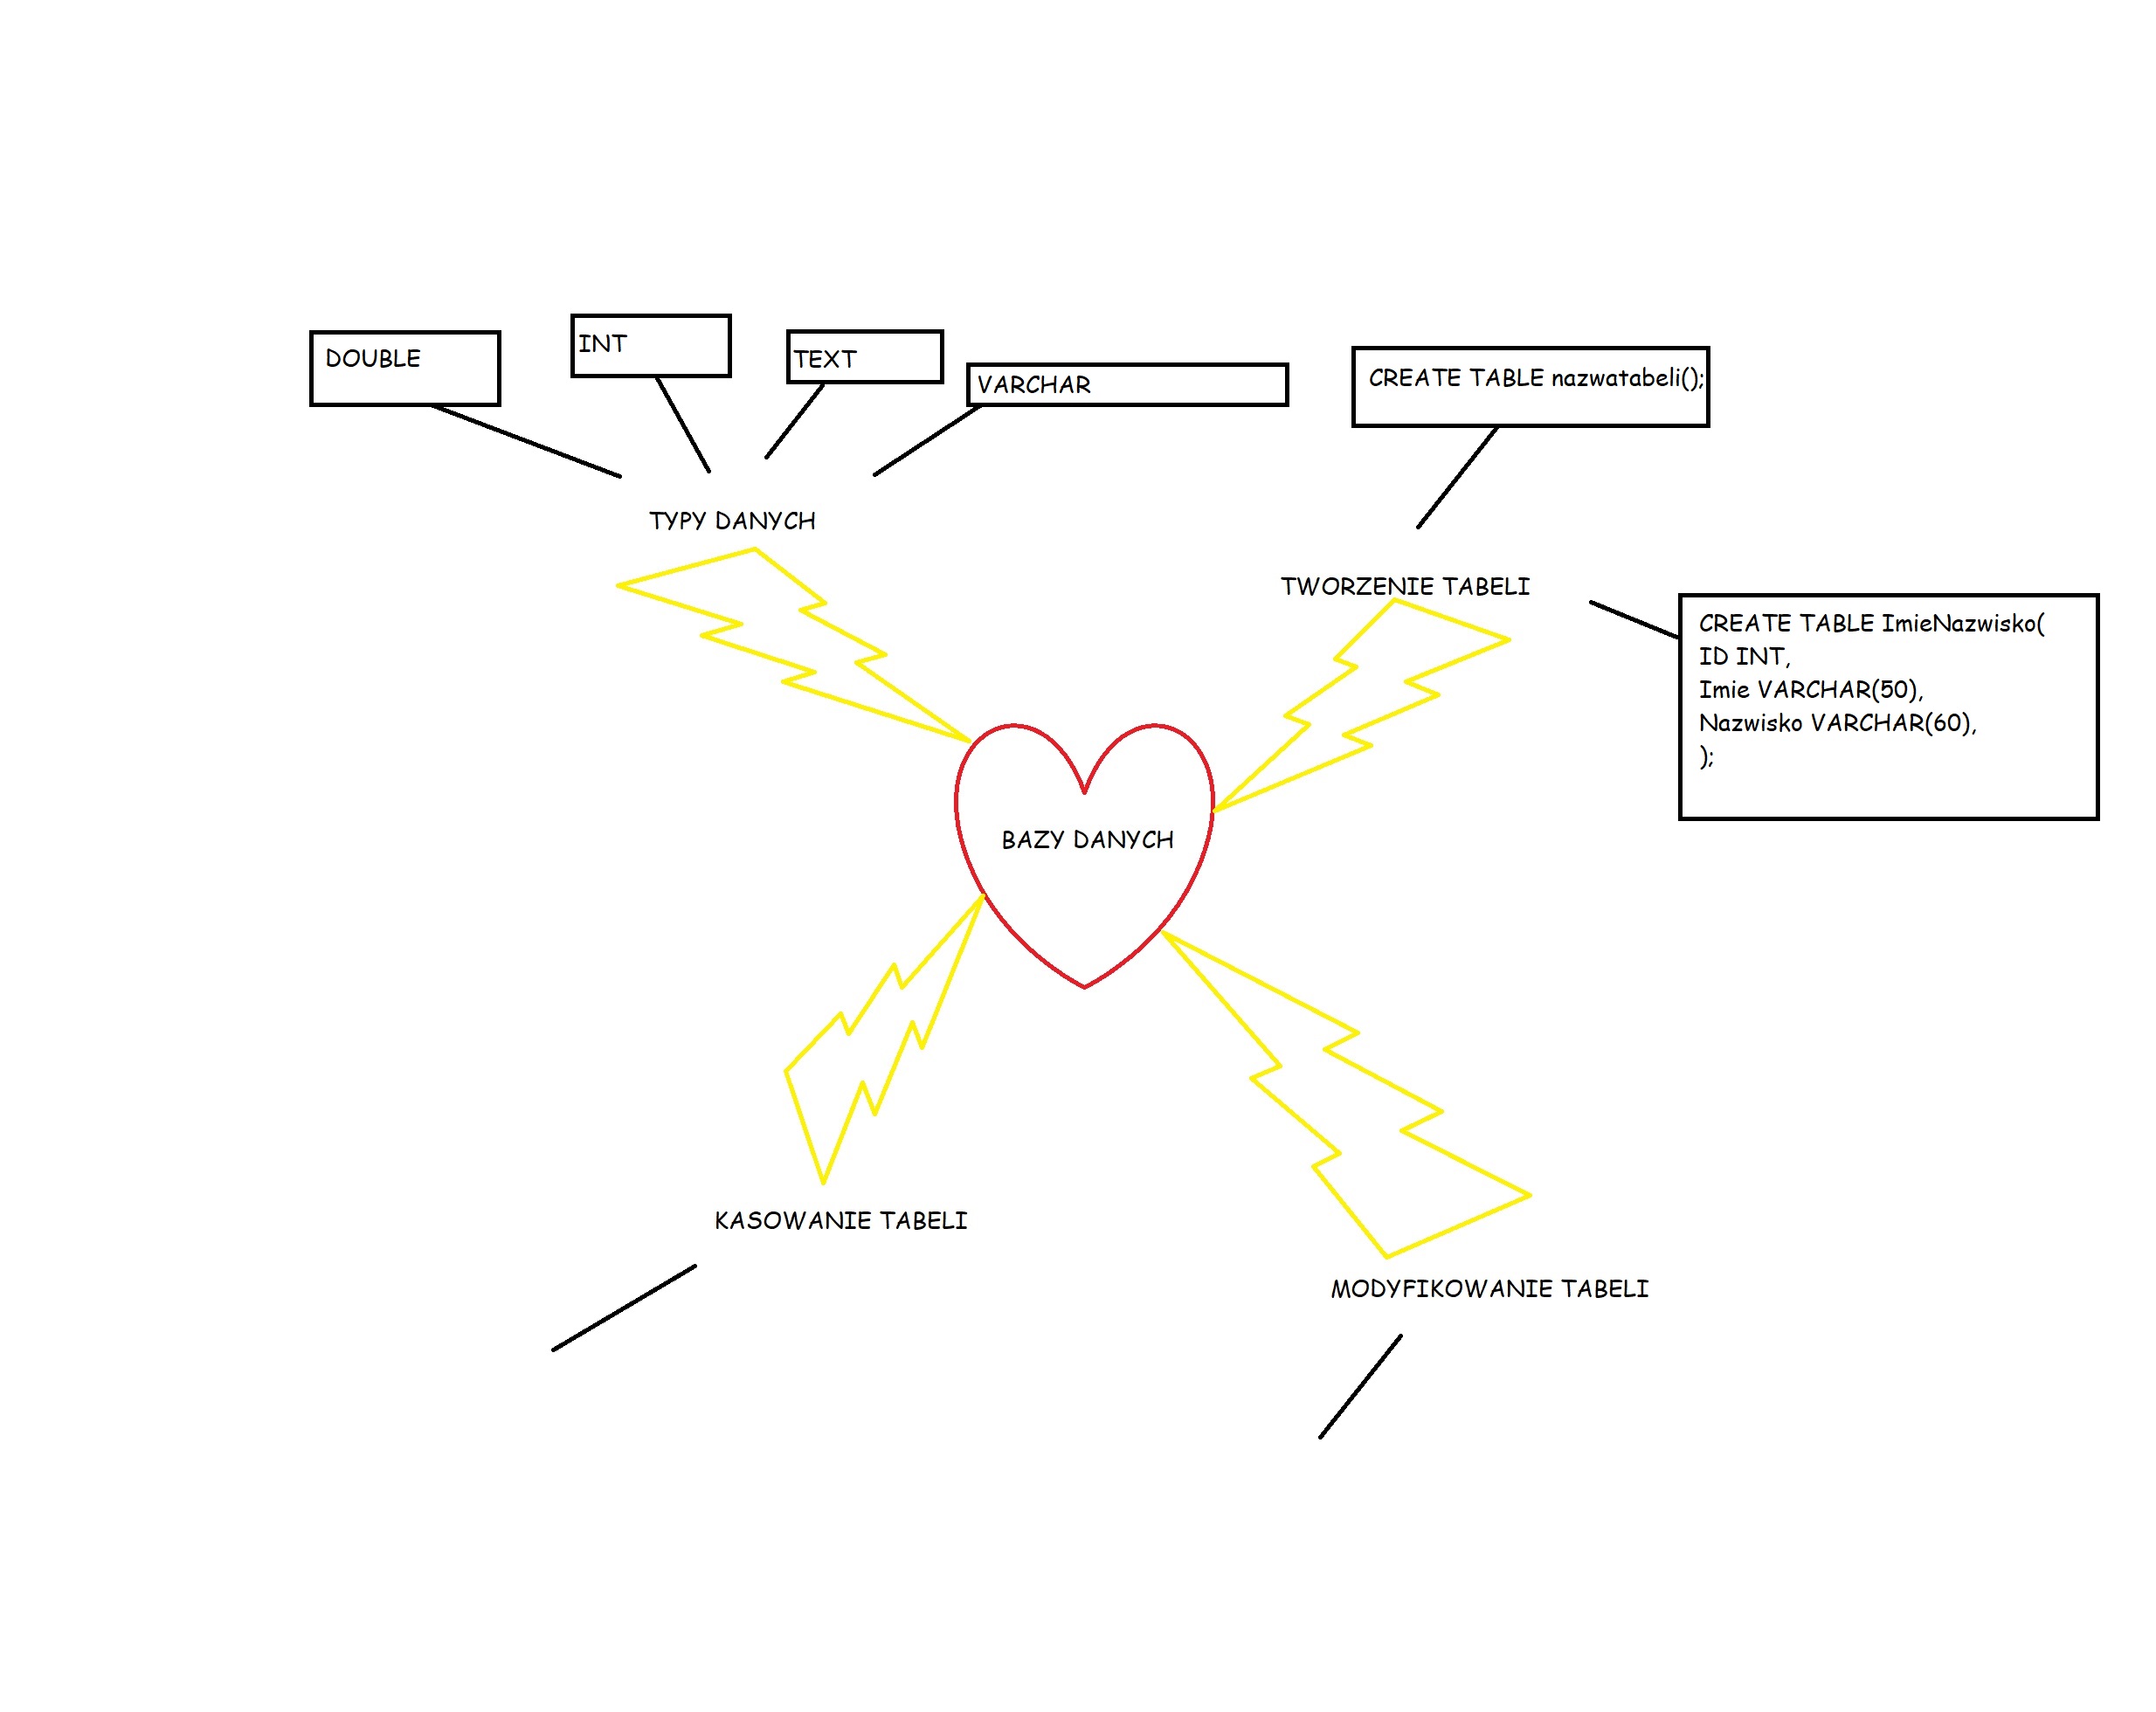 DOUBLE
INT
TEXT
VARCHAR
CREATE TABLE nazwatabeli();
TYPY DANYCH
TWORZENIE TABELI
CREATE TABLE ImieNazwisko(
ID INT,
Imie VARCHAR(50),
Nazwisko VARCHAR(60),
);
BAZY DANYCH
KASOWANIE TABELI
MODYFIKOWANIE TABELI